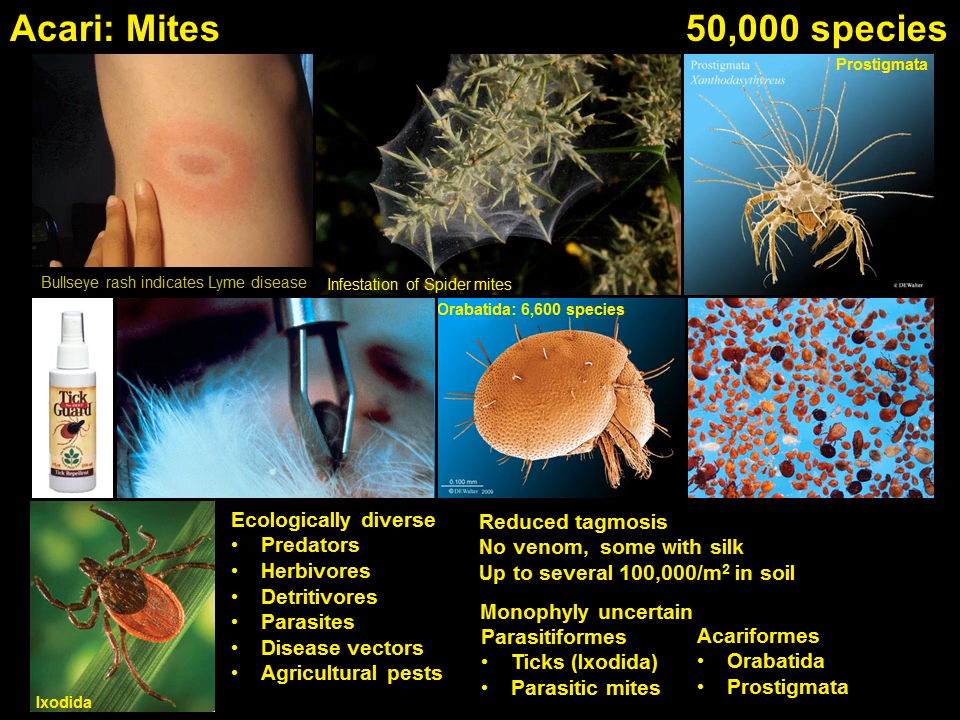 Acari: Mites
50,000 species
Prostigmata
Xanthodasythyreus
Prostigmata
©DEWalter
Bullseye rash indicates Lyme disease
Infestation of Spider mites
Orabatida: 6,600 species
Tick
Guard
Tick Repellent
0.100 mm
©DEWalter 2009
Ixodida
Ecologically diverse
• Predators
• Herbivores
• Detritivores
• Parasites
• Disease vectors
• Agricultural pests
Reduced tagmosis
No venom, some with silk
Up to several 100,000/m² in soil
Monophyly uncertain
Parasitiformes
• Ticks (Ixodida)
• Parasitic mites
Acariformes
• Orabatida
• Prostigmata